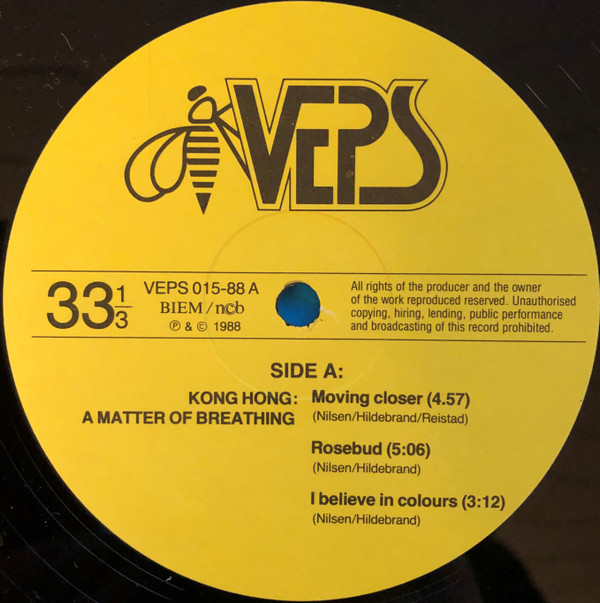 VEPS
33 1/3
VEPS 015-88 A
BIEM / ncb
℗ & © 1988
All rights of the producer and the owner
of the work reproduced reserved. Unauthorised
copying, hiring, lending, public performance
and broadcasting of this record prohibited.
SIDE A:
KONG HONG:
A MATTER OF BREATHING
Moving closer (4.57)
(Nilsen/Hildebrand/Reistad)
Rosebud (5:06)
(Nilsen/Hildebrand)
I believe in colours (3:12)
(Nilsen/Hildebrand)